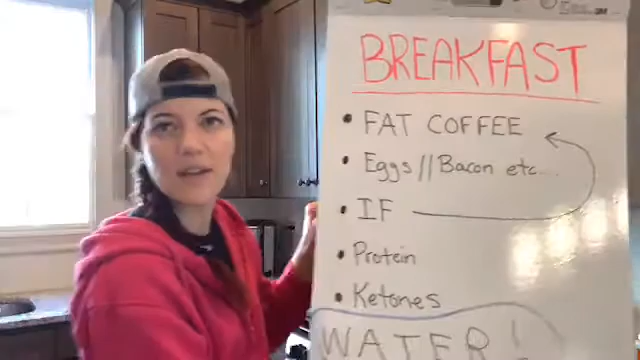 BREAKFAST
• FAT COFFEE
• Eggs//Bacon etc...
• IF
• Protein
• Ketones
WATER!